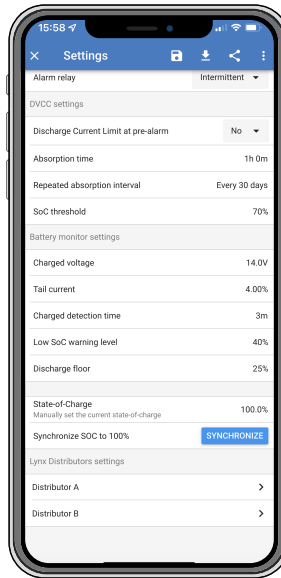 15:58
Settings
Alarm relay Intermittent
DVCC settings
Discharge Current Limit at pre-alarm No
Absorption time 1h 0m
Repeated absorption interval Every 30 days
SoC threshold 70%
Battery monitor settings
Charged voltage 14.0V
Tail current 4.00%
Charged detection time 3m
Low SoC warning level 40%
Discharge floor 25%
State-of-Charge 100.0%
Manually set the current state-of-charge
Synchronize SOC to 100% SYNCHRONIZE
Lynx Distributors settings
Distributor A
Distributor B